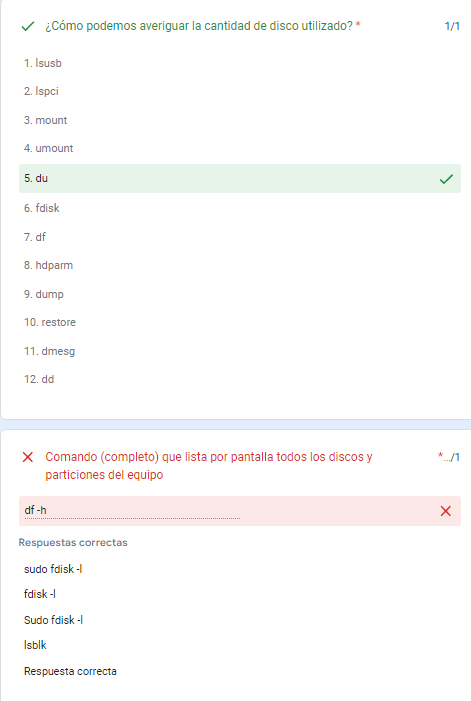 ¿Cómo podemos averiguar la cantidad de disco utilizado? * 1/1
1. lsusb
2. lspci
3. mount
4. umount
5. du
6. fdisk
7. df
8. hdparm
9. dump
10. restore
11. dmesg
12. dd
Comando (completo) que lista por pantalla todos los discos y *…/1
particiones del equipo
df -h
Respuestas correctas
sudo fdisk -l
fdisk -l
Sudo fdisk -l
lsblk
Respuesta correcta